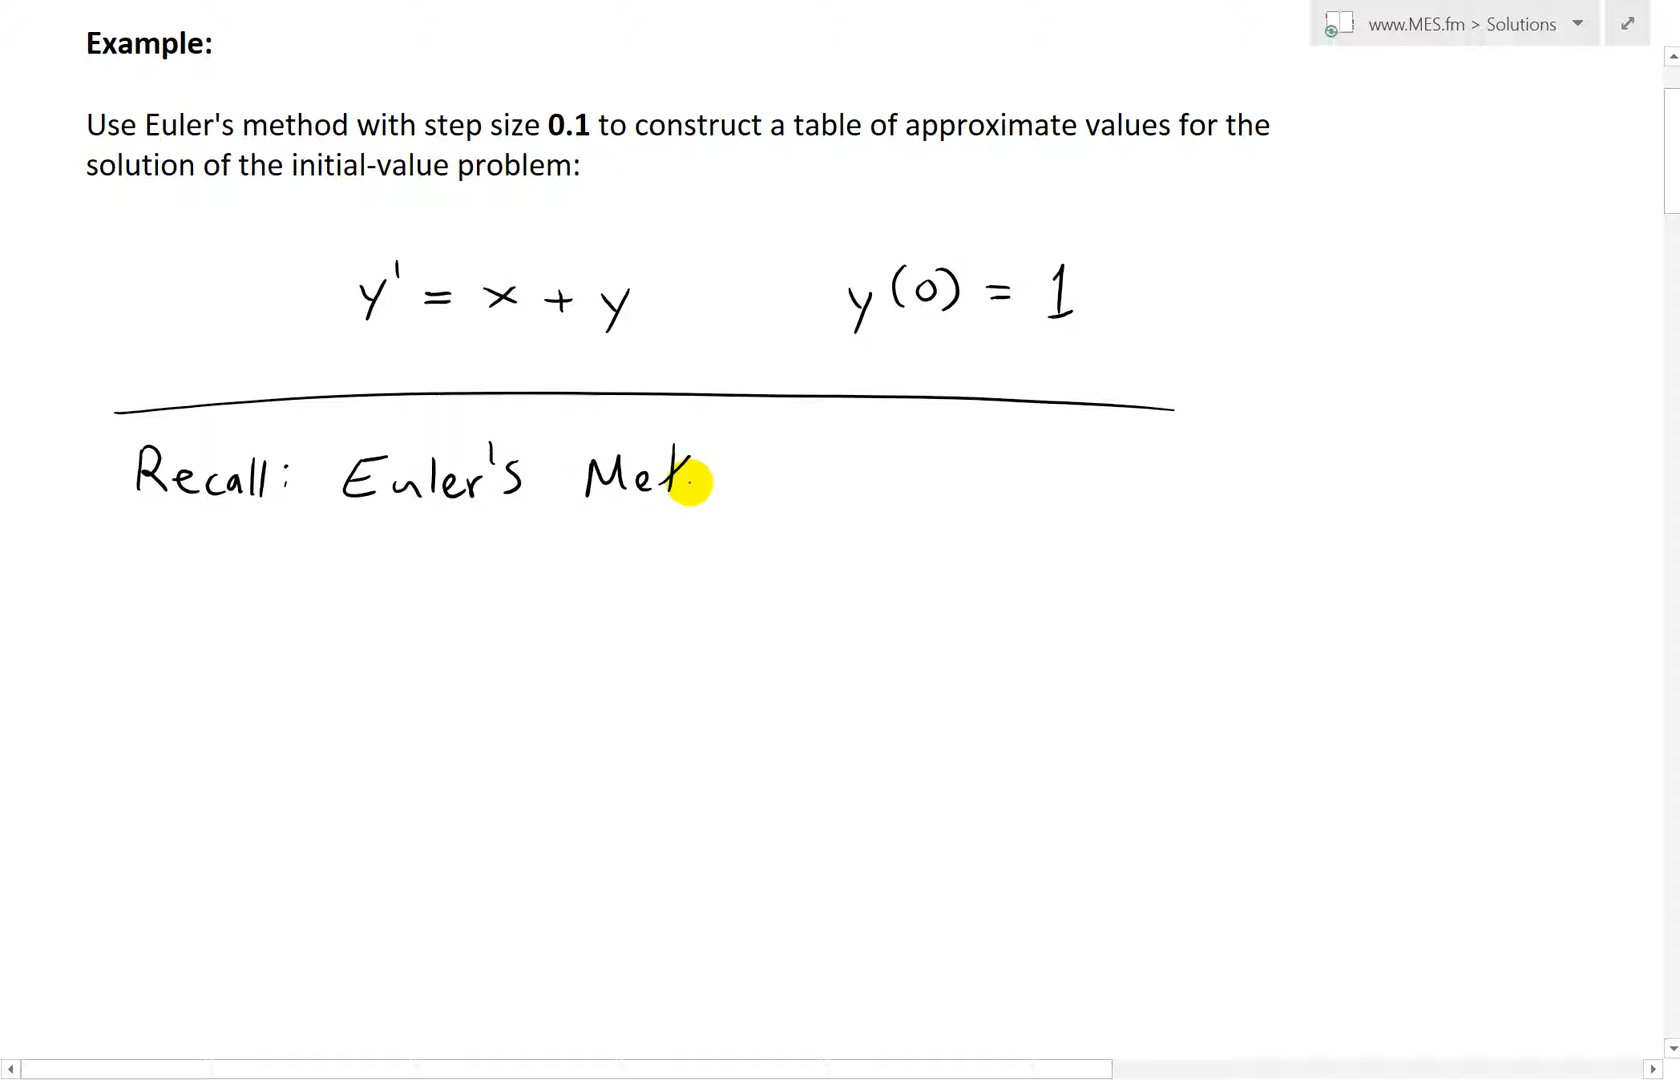 www.MES.fm > Solutions
Example:
Use Euler's method with step size 0.1 to construct a table of approximate values for the
solution of the initial-value problem:
y' = x + y y(0) = 1
Recall: Euler's Met